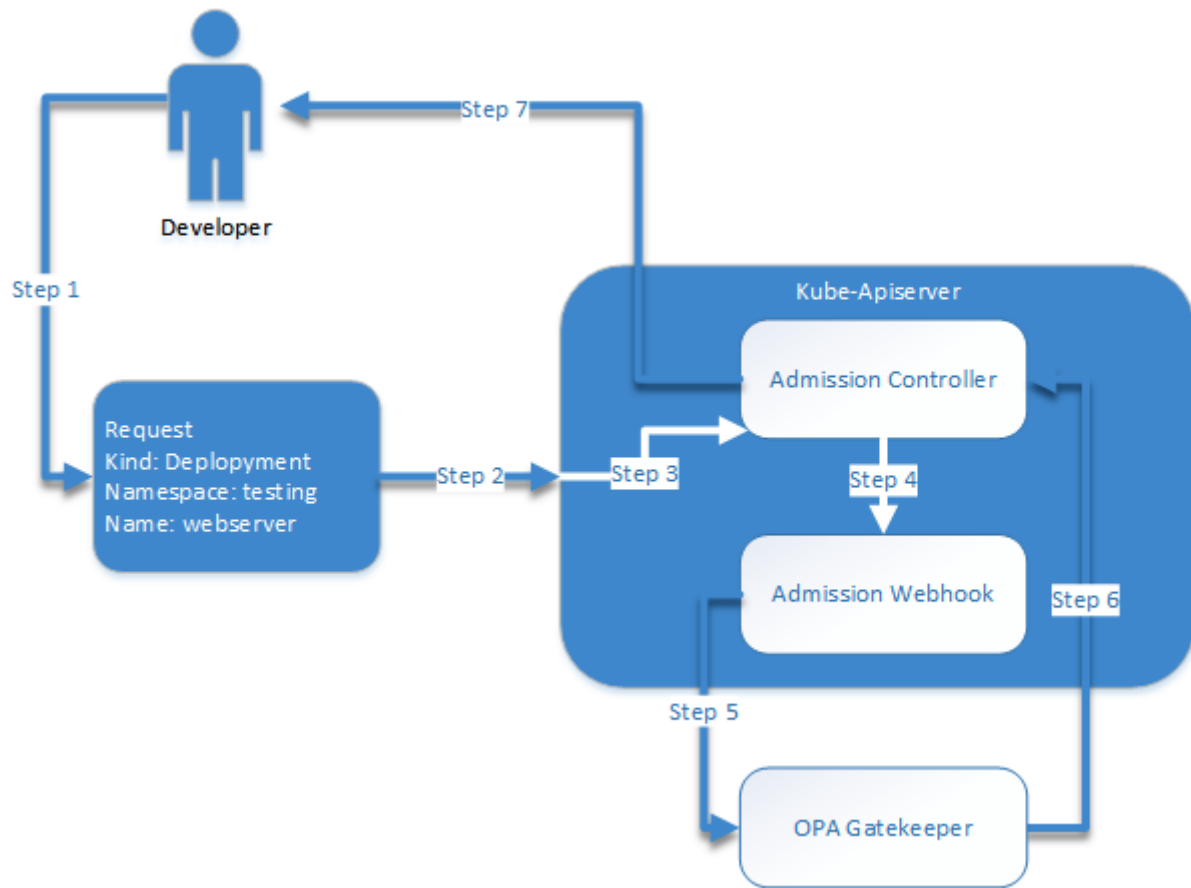 Step 7
Developer
Step 1
Kube-Apiserver
Admission Controller
Request
Kind: Deplopyment
Namespace: testing
Name: webserver
Step 2
Step 3
Step 4
Admission Webhook
Step 6
Step 5
OPA Gatekeeper